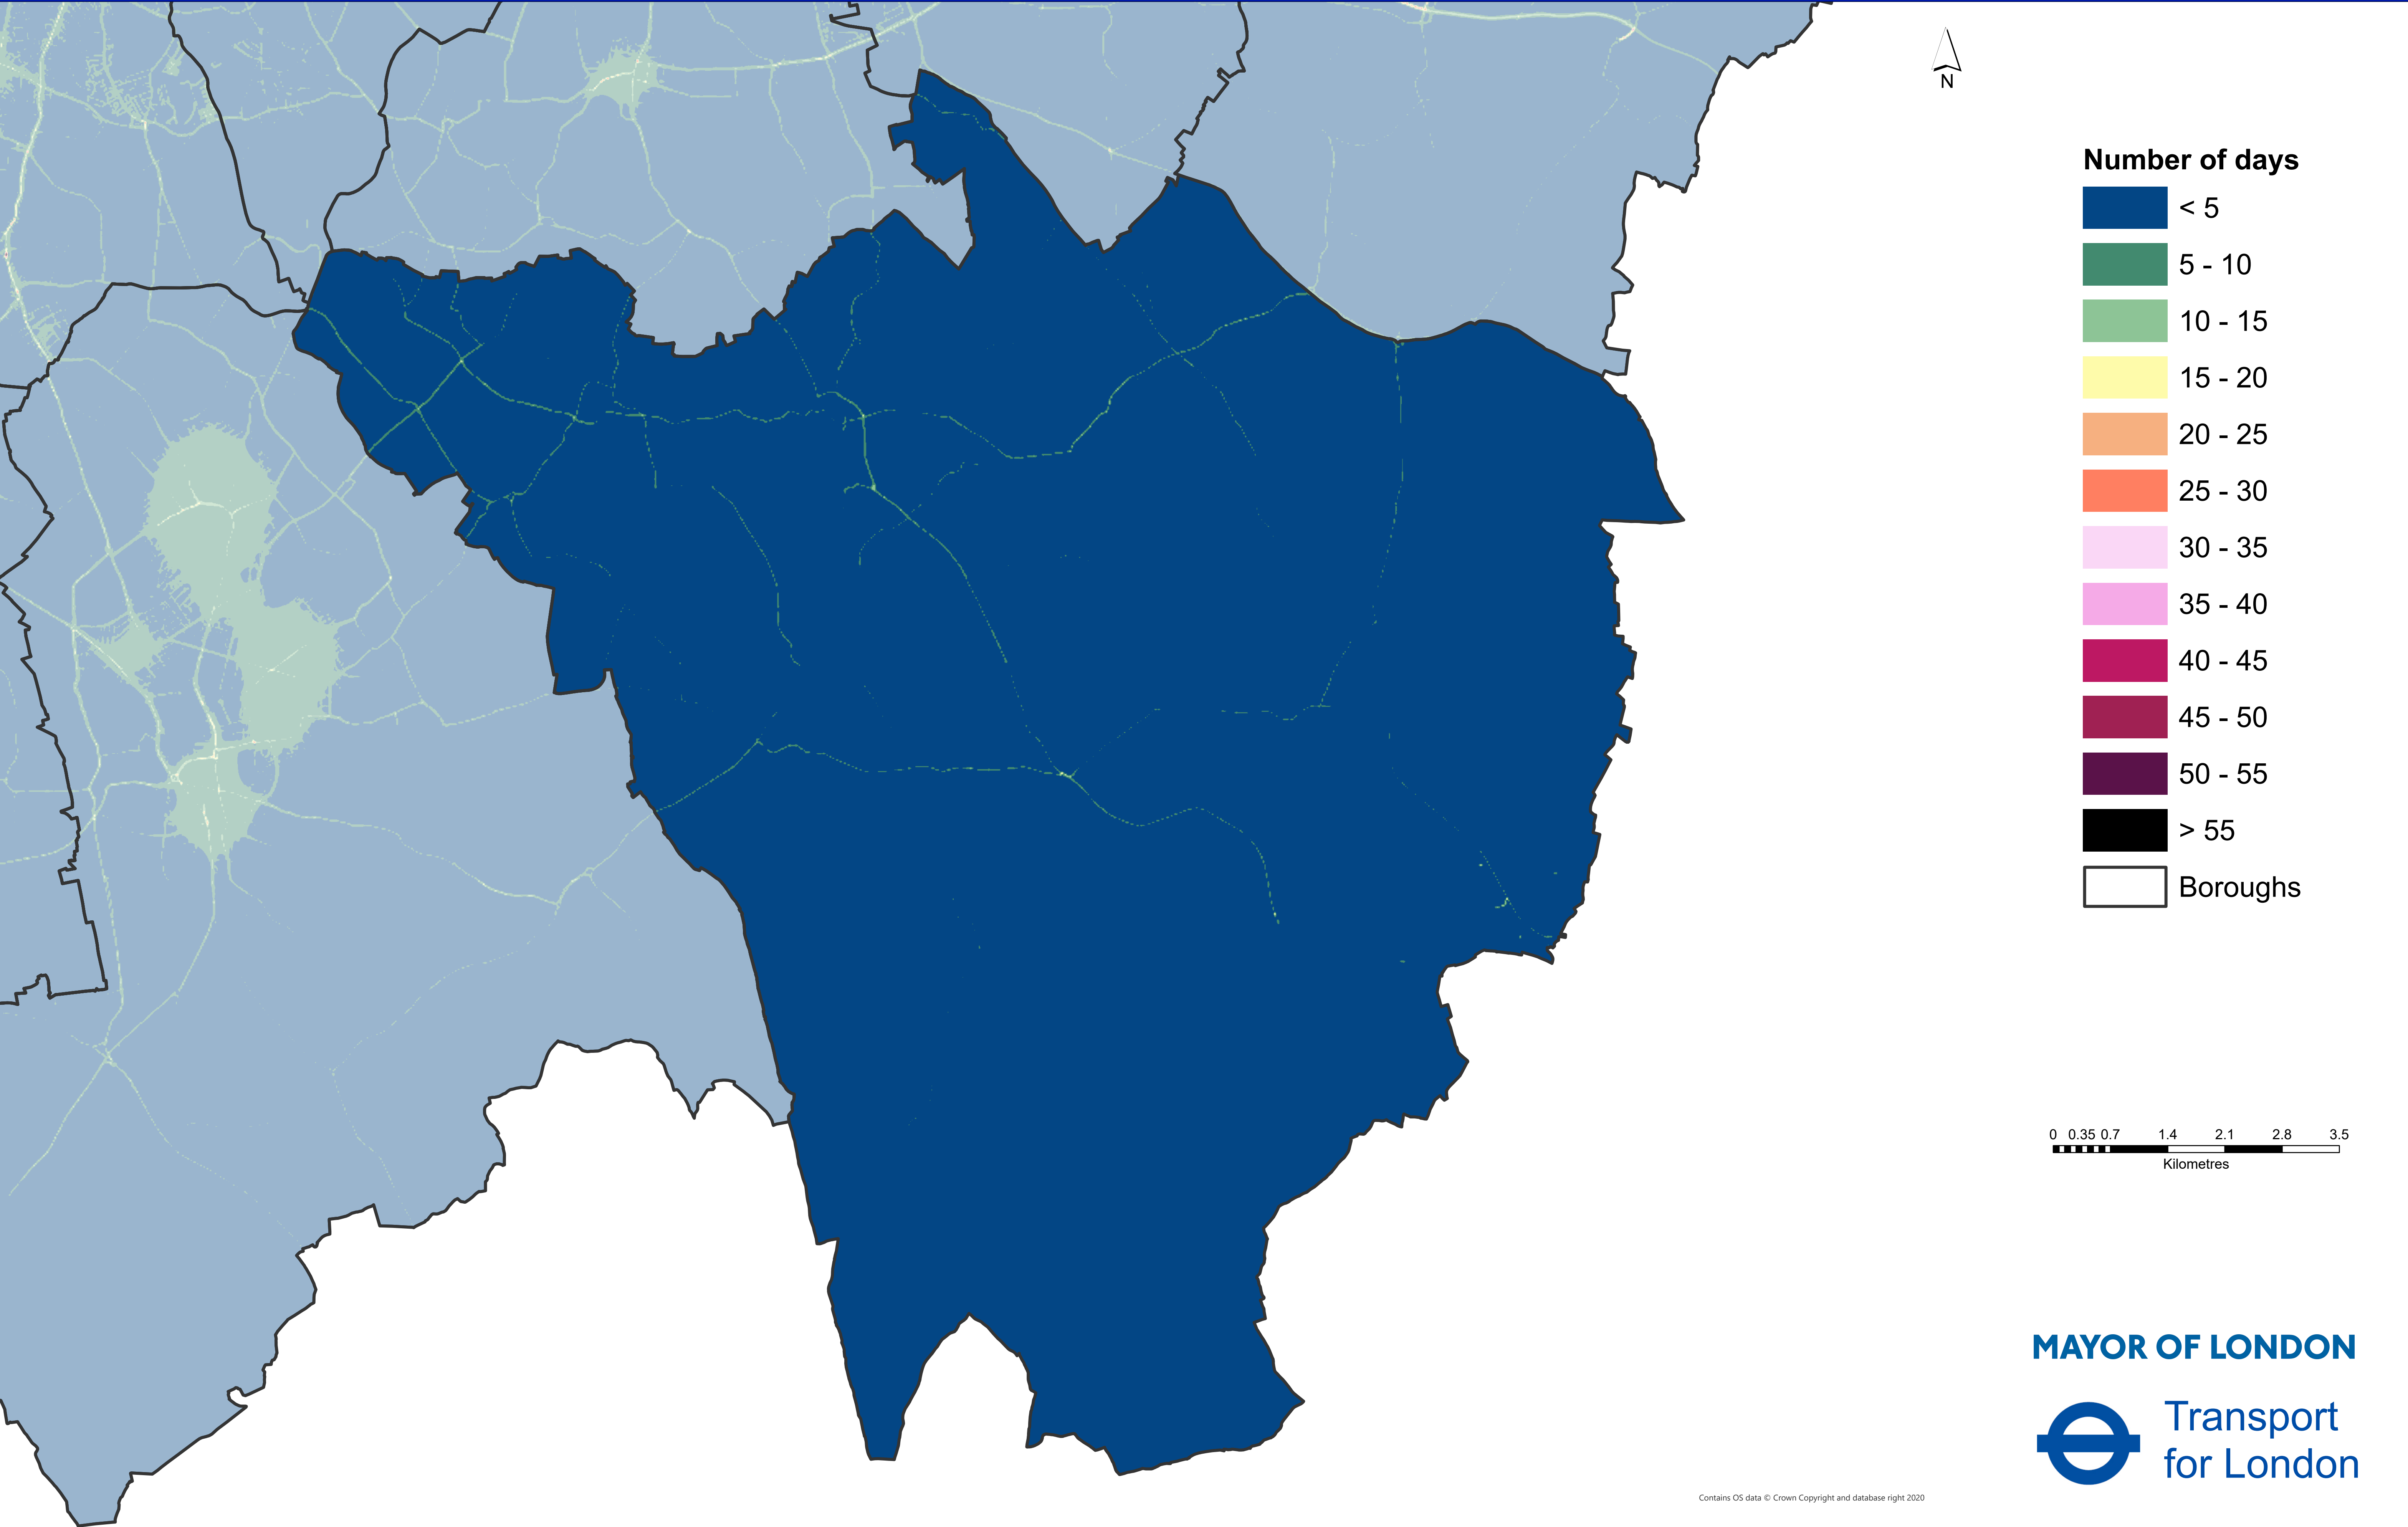 N
Number of days
< 5
5 - 10
10 - 15
15 - 20
20 - 25
25 - 30
30 - 35
35 - 40
40 - 45
45 - 50
50 - 55
> 55
Boroughs
0 0.35 0.7 1.4 2.1 2.8 3.5
Kilometres
MAYOR OF LONDON
Transport
for London
Contains OS data © Crown Copyright and database right 2020